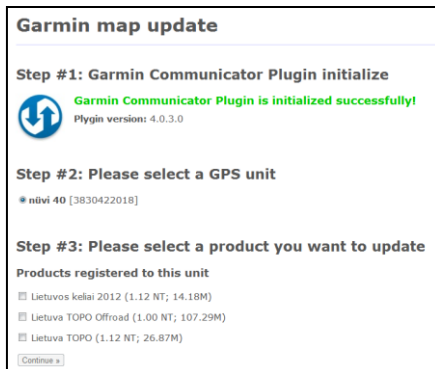 Garmin map update
Step #1: Garmin Communicator Plugin initialize
Garmin Communicator Plugin is initialized successfully!
Plygin version: 4.0.3.0
Step #2: Please select a GPS unit
nüvi 40 [3830422018]
Step #3: Please select a product you want to update
Products registered to this unit
Lietuvos keliai 2012 (1.12 NT; 14.18M)
Lietuva TOPO Offroad (1.00 NT; 107.29M)
Lietuva TOPO (1.12 NT; 26.87M)
Continue »